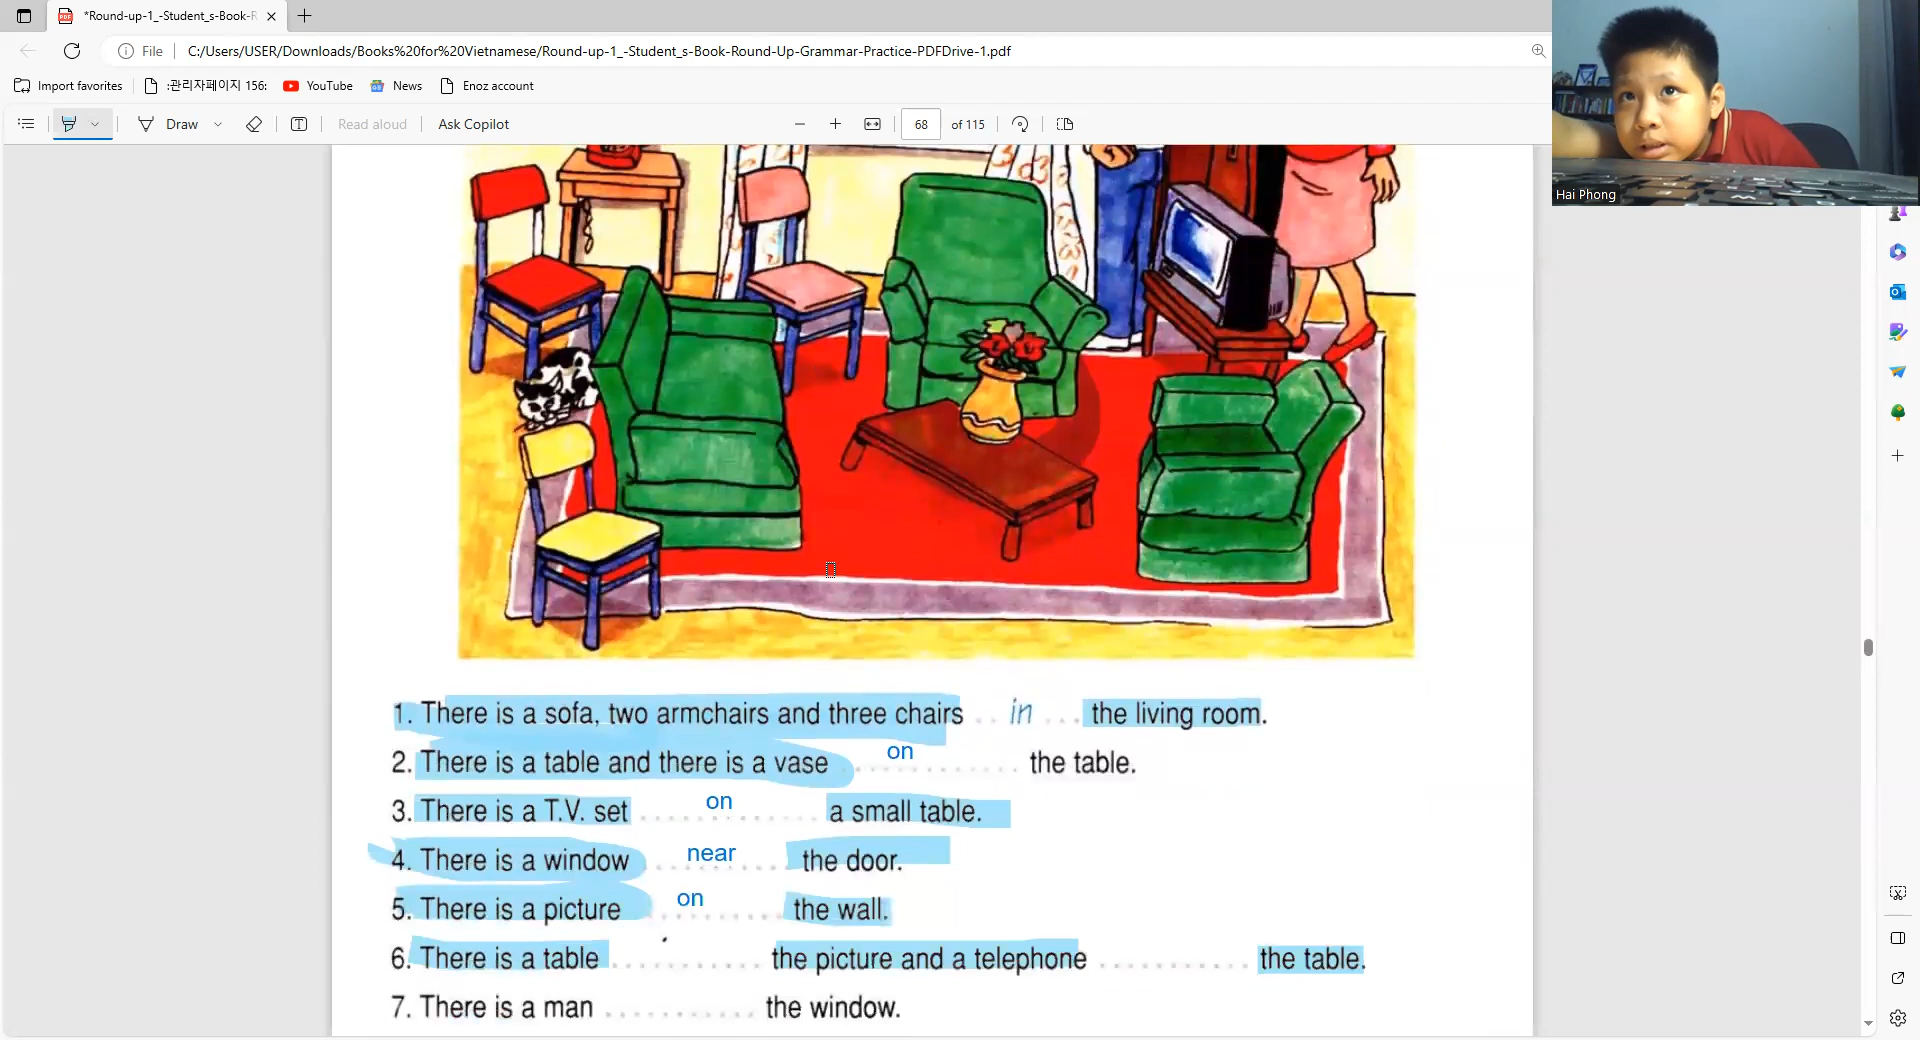 *Round-up-1_-Student_s-Book-R
File
C:/Users/USER/Downloads/Books%20for%20Vietnamese/Round-up-1_-Student_s-Book-Round-Up-Grammar-Practice-PDFDrive-1.pdf
Import favorites
:관리자페이지 156:
YouTube
News
Enoz account
Draw
Read aloud
Ask Copilot
68
of 115
Hai Phong
1. There is a sofa, two armchairs and three chairs .. in ... the living room.
2. There is a table and there is a vase on ............ the table.
3. There is a T.V. set on ............ a small table.
4. There is a window near ............ the door.
5. There is a picture on ............ the wall.
6. There is a table ............ the picture and a telephone ............ the table.
7. There is a man ............ the window.